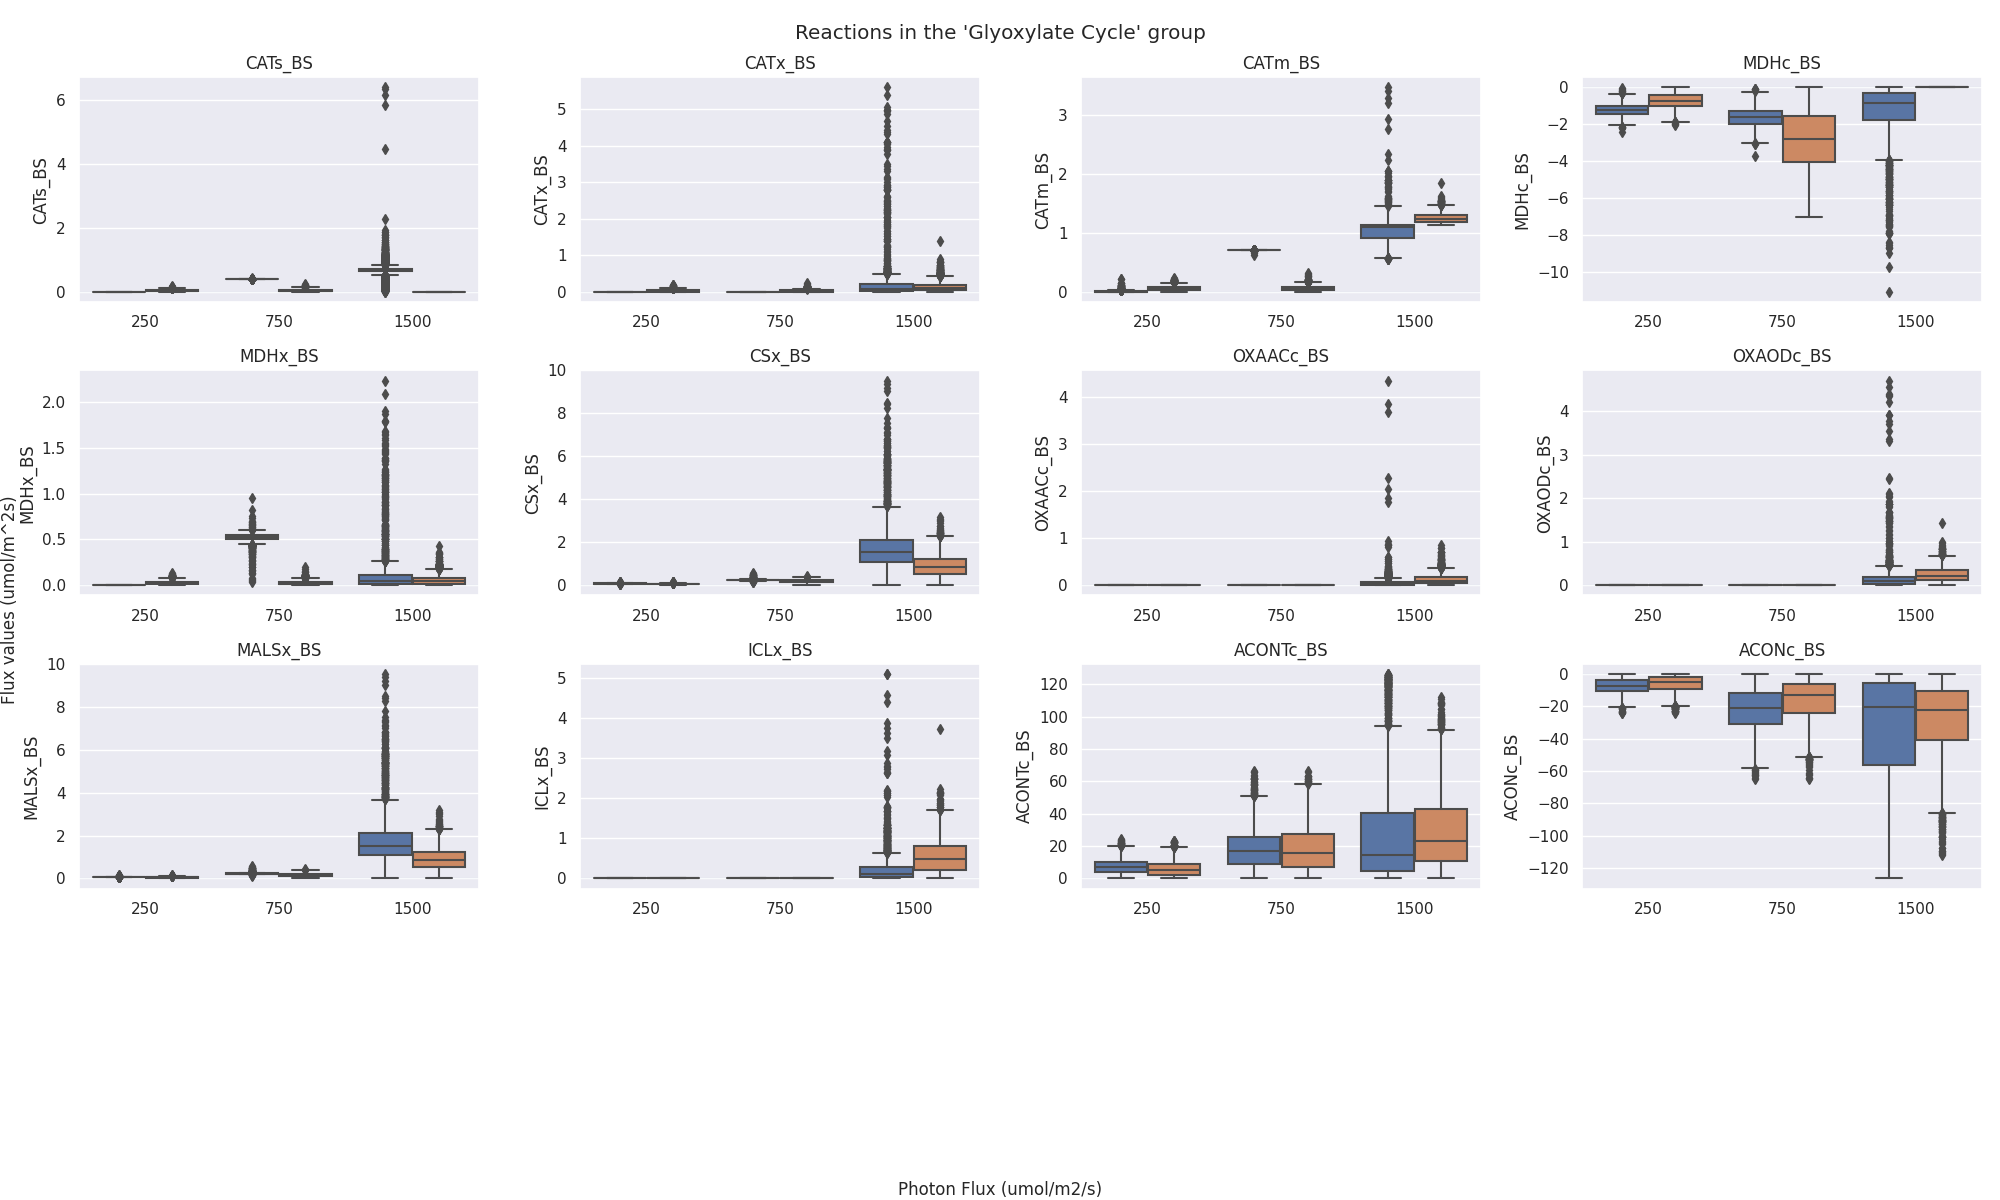 Reactions in the 'Glyoxylate Cycle' group
CATs_BS
CATs_BS
6
4
2
0
250 750 1500
CATx_BS
CATx_BS
5
4
3
2
1
0
250 750 1500
CATm_BS
CATm_BS
3
2
1
0
250 750 1500
MDHc_BS
MDHc_BS
0
−2
−4
−6
−8
−10
250 750 1500
MDHx_BS
MDHx_BS
2.0
1.5
1.0
0.5
0.0
250 750 1500
CSx_BS
CSx_BS
10
8
6
4
2
0
250 750 1500
OXAACc_BS
OXAACc_BS
4
3
2
1
0
250 750 1500
OXAODc_BS
OXAODc_BS
4
3
2
1
0
250 750 1500
Flux values (umol/m^2s)
MALSx_BS
MALSx_BS
10
8
6
4
2
0
250 750 1500
ICLx_BS
ICLx_BS
5
4
3
2
1
0
250 750 1500
ACONTc_BS
ACONTc_BS
120
100
80
60
40
20
0
250 750 1500
ACONc_BS
ACONc_BS
0
−20
−40
−60
−80
−100
−120
250 750 1500
Photon Flux (umol/m2/s)